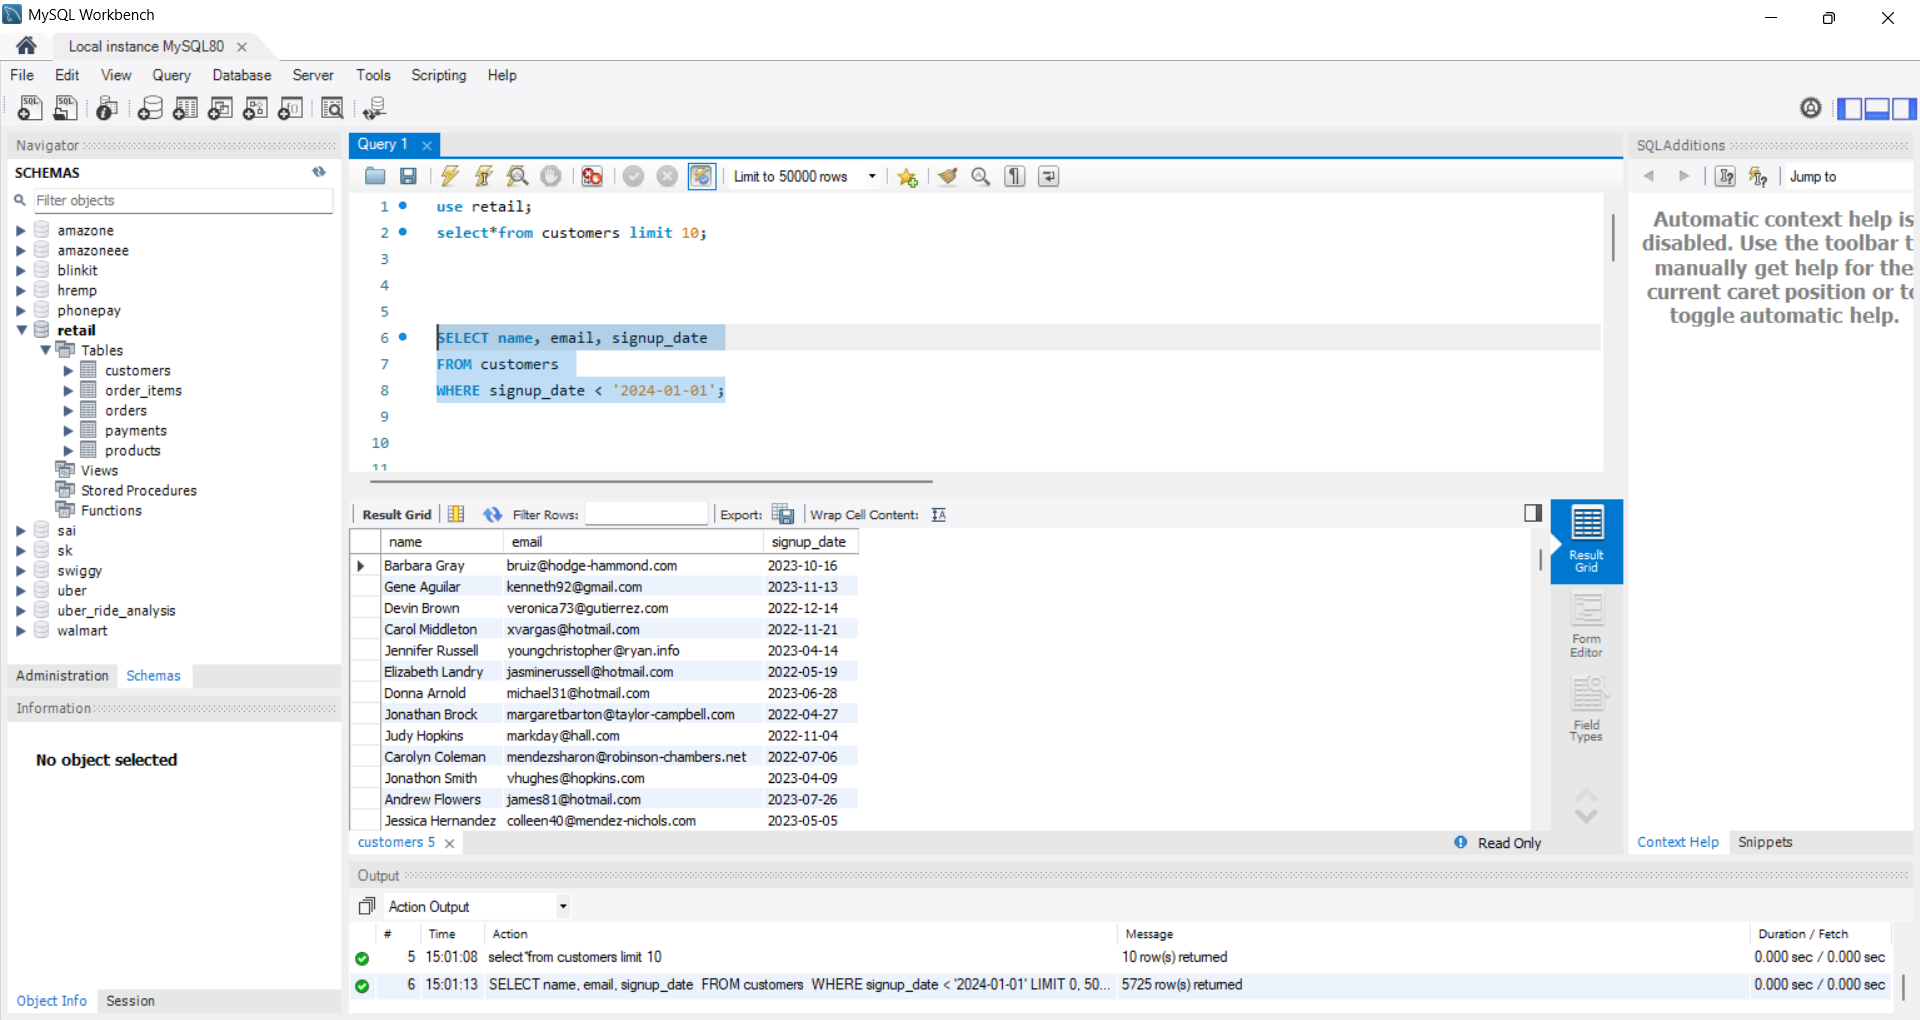 MySQL Workbench
Local instance MySQL80
File Edit View Query Database Server Tools Scripting Help
Navigator
SCHEMAS
Filter objects
amazone
amazoneee
blinkit
hremp
phonepay
retail
Tables
customers
order_items
orders
payments
products
Views
Stored Procedures
Functions
sai
sk
swiggy
uber
uber_ride_analysis
walmart
Administration Schemas
Information
No object selected
Object Info Session
Query 1
Limit to 50000 rows
1 use retail;
2 select*from customers limit 10;
3
4
5
6 SELECT name, email, signup_date
7 FROM customers
8 WHERE signup_date < '2024-01-01';
9
10
11
Result Grid Filter Rows: Export: Wrap Cell Content:
name email signup_date
Barbara Gray bruiz@hodge-hammond.com 2023-10-16
Gene Aguilar kenneth92@gmail.com 2023-11-13
Devin Brown veronica73@gutierrez.com 2022-12-14
Carol Middleton xvargas@hotmail.com 2022-11-21
Jennifer Russell youngchristopher@ryan.info 2023-04-14
Elizabeth Landry jasminerussell@hotmail.com 2022-05-19
Donna Arnold michael31@hotmail.com 2023-06-28
Jonathan Brock margaretbarton@taylor-campbell.com 2022-04-27
Judy Hopkins markday@hall.com 2022-11-04
Carolyn Coleman mendezsharon@robinson-chambers.net 2022-07-06
Jonathon Smith vhughes@hopkins.com 2023-04-09
Andrew Flowers james81@hotmail.com 2023-07-26
Jessica Hernandez colleen40@mendez-nichols.com 2023-05-05
Result
Grid
Form
Editor
Field
Types
customers 5
Read Only
SQLAdditions
Jump to
Automatic context help is
disabled. Use the toolbar t
manually get help for the
current caret position or to
toggle automatic help.
Context Help Snippets
Output
Action Output
# Time Action Message Duration / Fetch
5 15:01:08 select*from customers limit 10 10 row(s) returned 0.000 sec / 0.000 sec
6 15:01:13 SELECT name, email, signup_date FROM customers WHERE signup_date < '2024-01-01' LIMIT 0, 50... 5725 row(s) returned 0.000 sec / 0.000 sec